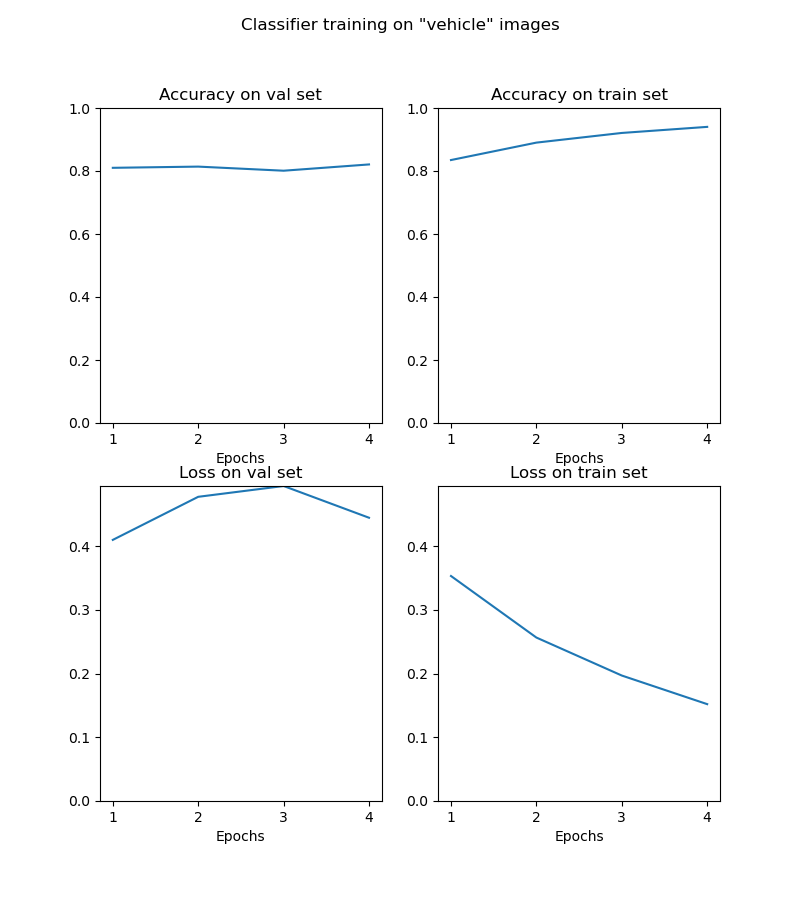 Classifier training on "vehicle" images
Accuracy on val set
1.0
0.8
0.6
0.4
0.2
0.0
1 2 3 4
Epochs
Accuracy on train set
1.0
0.8
0.6
0.4
0.2
0.0
1 2 3 4
Epochs
Loss on val set
0.4
0.3
0.2
0.1
0.0
1 2 3 4
Epochs
Loss on train set
0.4
0.3
0.2
0.1
0.0
1 2 3 4
Epochs